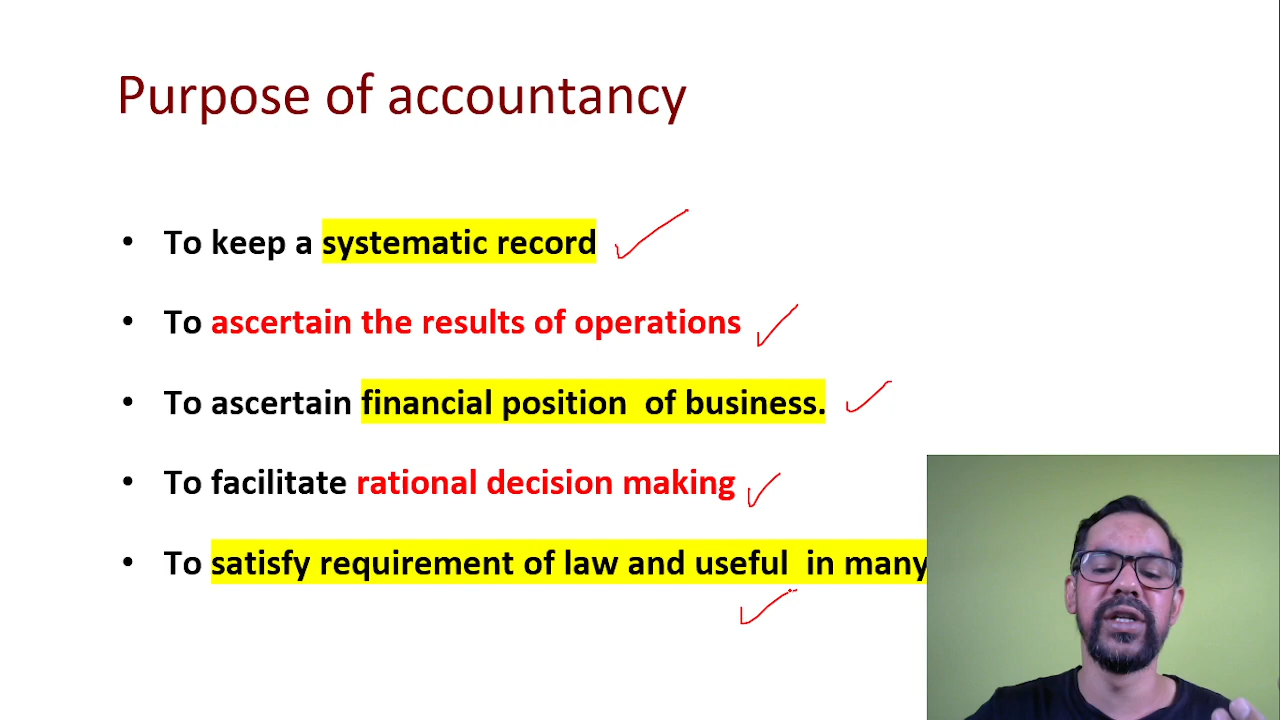 Purpose of accountancy
• To keep a systematic record
• To ascertain the results of operations
• To ascertain financial position of business.
• To facilitate rational decision making
• To satisfy requirement of law and useful in many